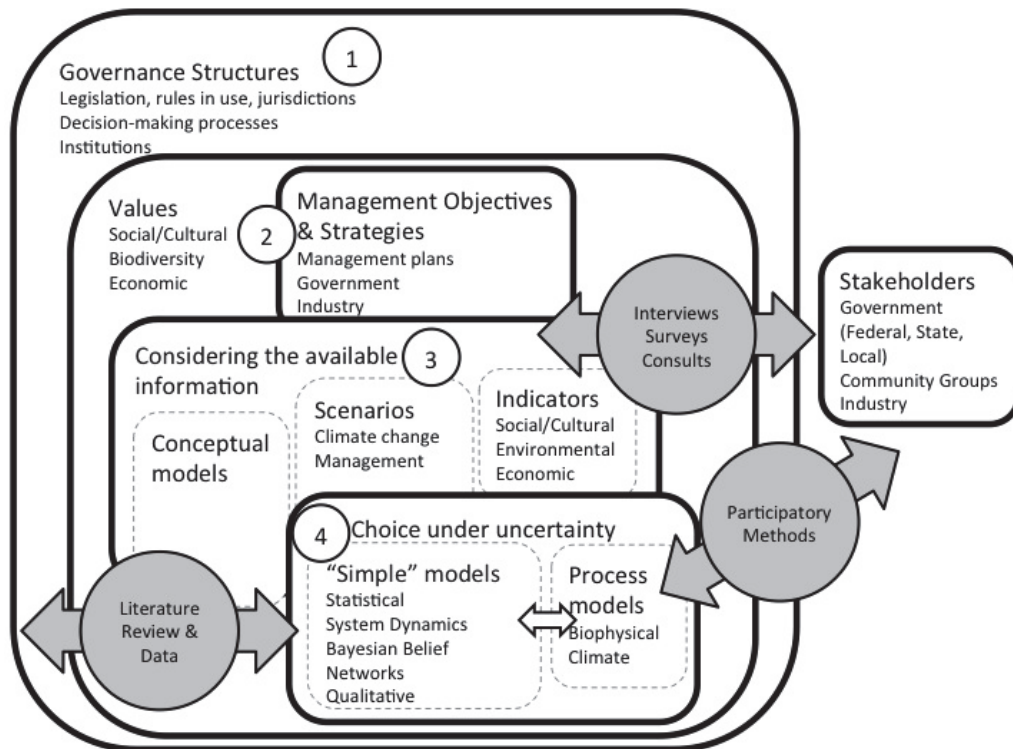 1
Governance Structures
Legislation, rules in use, jurisdictions
Decision-making processes
Institutions
Values
Social/Cultural
Biodiversity
Economic
2
Management Objectives
& Strategies
Management plans
Government
Industry
Interviews
Surveys
Consults
Stakeholders
Government
(Federal, State,
Local)
Community Groups
Industry
Considering the available
information
3
Conceptual
models
Scenarios
Climate change
Management
Indicators
Social/Cultural
Environmental
Economic
Participatory
Methods
4
Choice under uncertainty
“Simple” models
Statistical
System Dynamics
Bayesian Belief
Networks
Qualitative
Process
models
Biophysical
Climate
Literature
Review &
Data